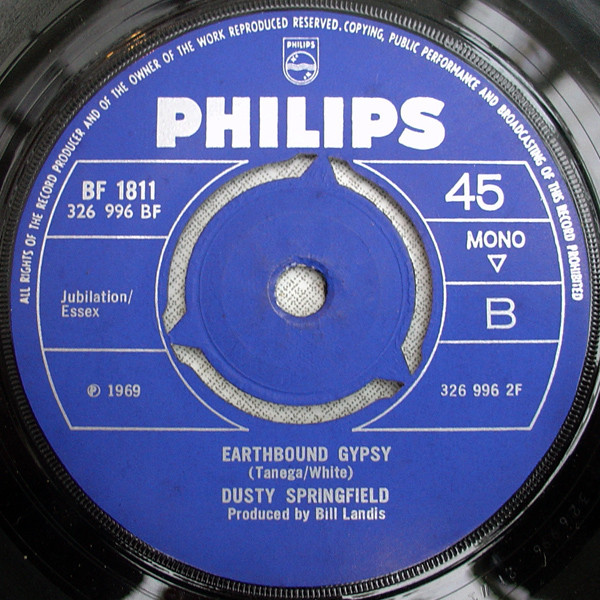 ALL RIGHTS OF THE RECORD PRODUCER AND OF THE OWNER OF THE WORK REPRODUCED RESERVED. COPYING, PUBLIC PERFORMANCE AND BROADCASTING OF THIS RECORD PROHIBITED
PHILIPS
PHILIPS
BF 1811
326 996 BF
45
MONO
Jubilation/
Essex
B
℗ 1969
326 996 2F
EARTHBOUND GYPSY
(Tanega/White)
DUSTY SPRINGFIELD
Produced by Bill Landis